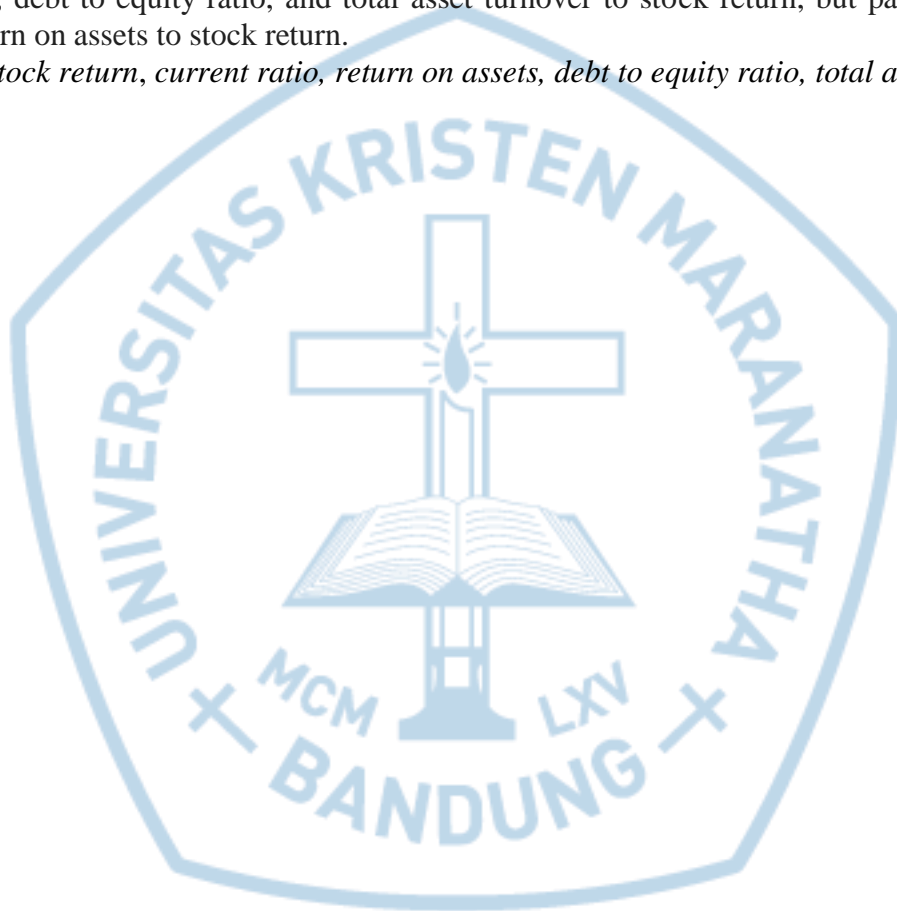 debt to equity ratio, and total asset turnover to stock return, but pa
rn on assets to stock return.
tock return, current ratio, return on assets, debt to equity ratio, total a
UNIVERSITAS KRISTEN MARANATHA
MCM LXV
BANDUNG